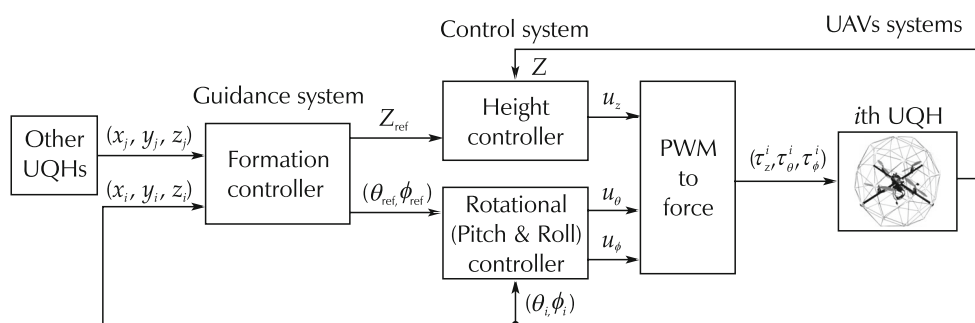 Control system
UAVs systems
Z
Guidance system
Other
UQHs
(x_j, y_j, z_j)
(x_i, y_i, z_i)
Formation
controller
Z_ref
(θ_ref, ϕ_ref)
Height
controller
Rotational
(Pitch & Roll)
controller
(θ_i, ϕ_i)
u_z
u_θ
u_ϕ
PWM
to
force
(τ_z^i, τ_θ^i, τ_ϕ^i)
ith UQH